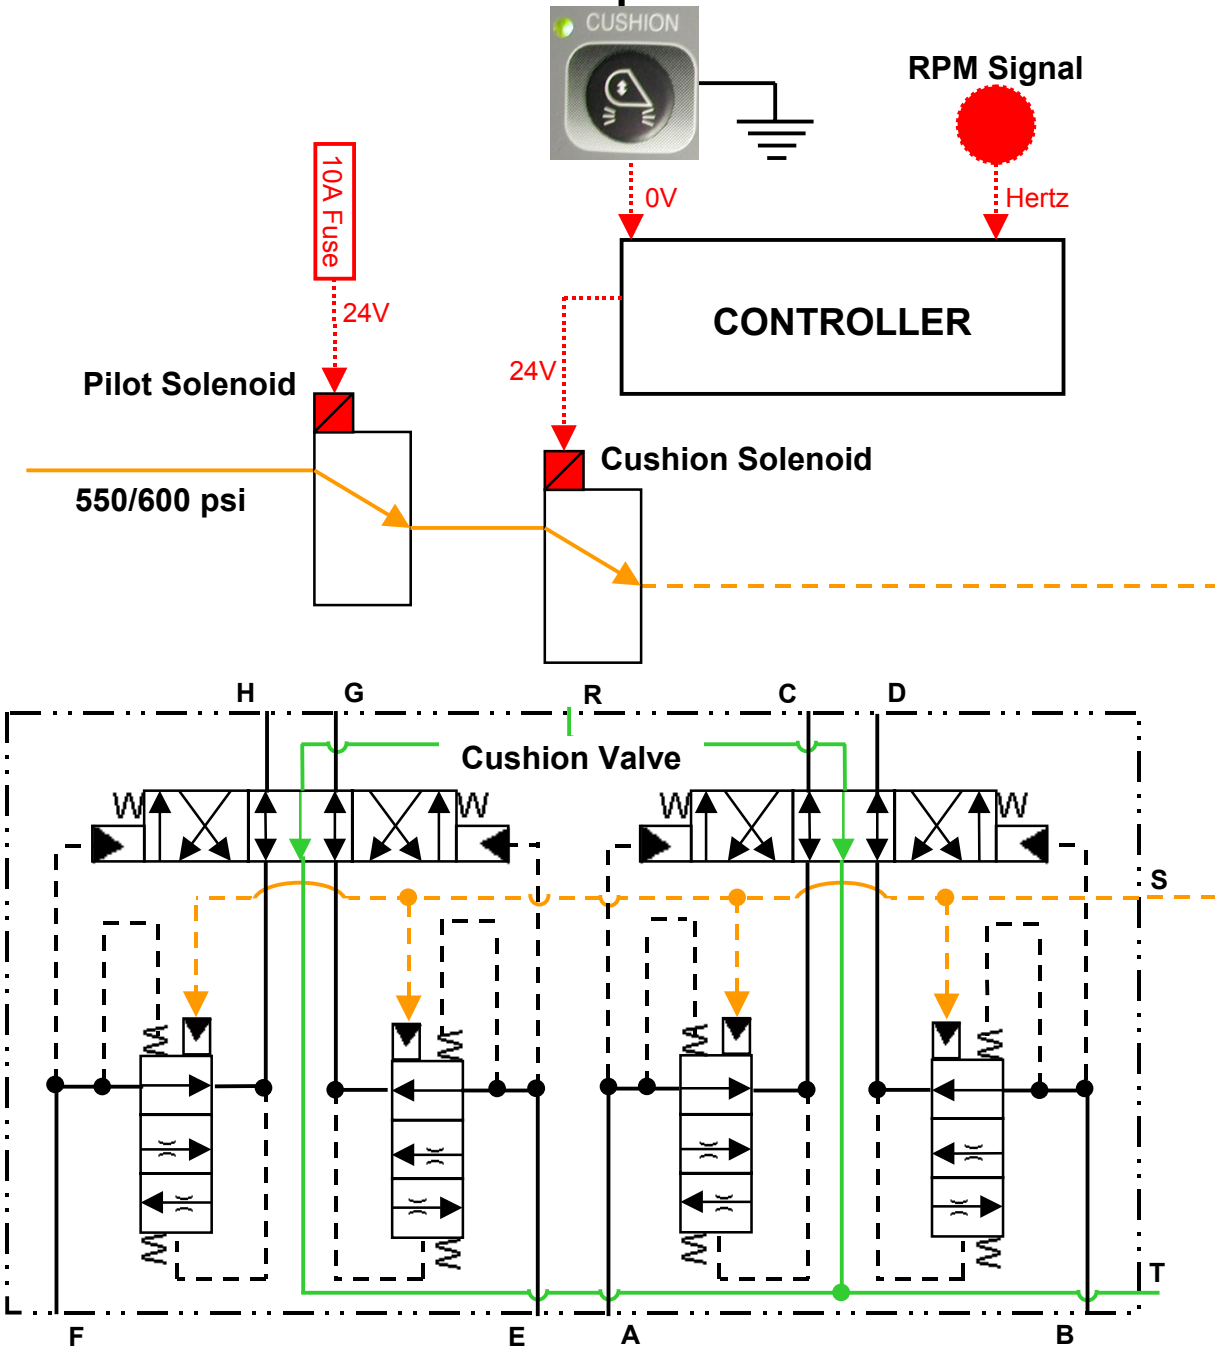 CUSHION
RPM Signal
10A Fuse
0V
Hertz
24V
CONTROLLER
24V
Pilot Solenoid
Cushion Solenoid
550/600 psi
H G R C D
Cushion Valve
S
T
F E A B